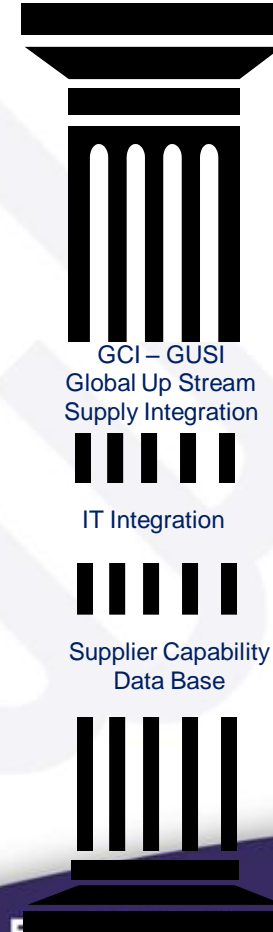 GCI – GUSI
Global Up Stream
Supply Integration
IT Integration
Supplier Capability
Data Base